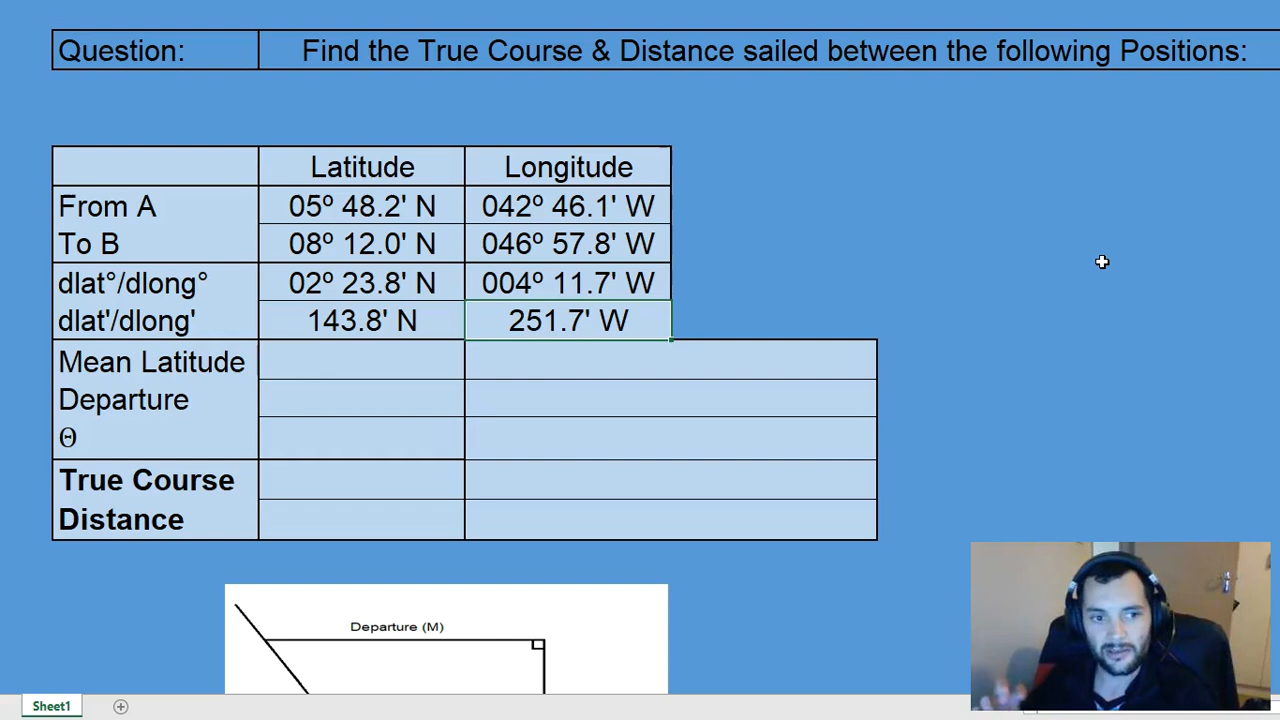 Question: Find the True Course & Distance sailed between the following Positions:
Latitude Longitude
From A 05º 48.2' N 042º 46.1' W
To B 08º 12.0' N 046º 57.8' W
dlat°/dlong° 02º 23.8' N 004º 11.7' W
dlat'/dlong' 143.8' N 251.7' W
Mean Latitude
Departure
Θ
True Course
Distance
Departure (M)
Sheet1